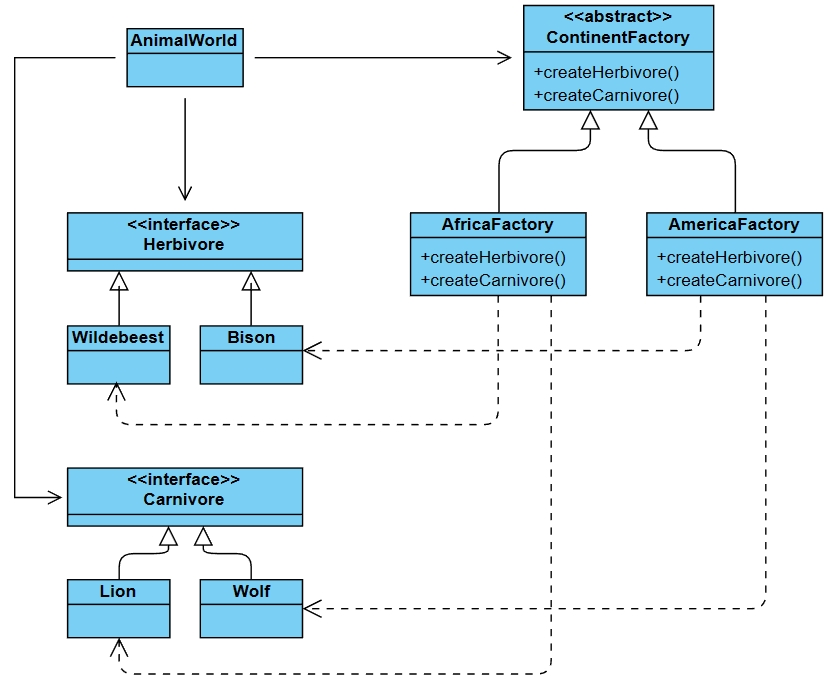 AnimalWorld
<<abstract>>
ContinentFactory
+createHerbivore()
+createCarnivore()
<<interface>>
Herbivore
AfricaFactory
+createHerbivore()
+createCarnivore()
AmericaFactory
+createHerbivore()
+createCarnivore()
Wildebeest
Bison
<<interface>>
Carnivore
Lion
Wolf